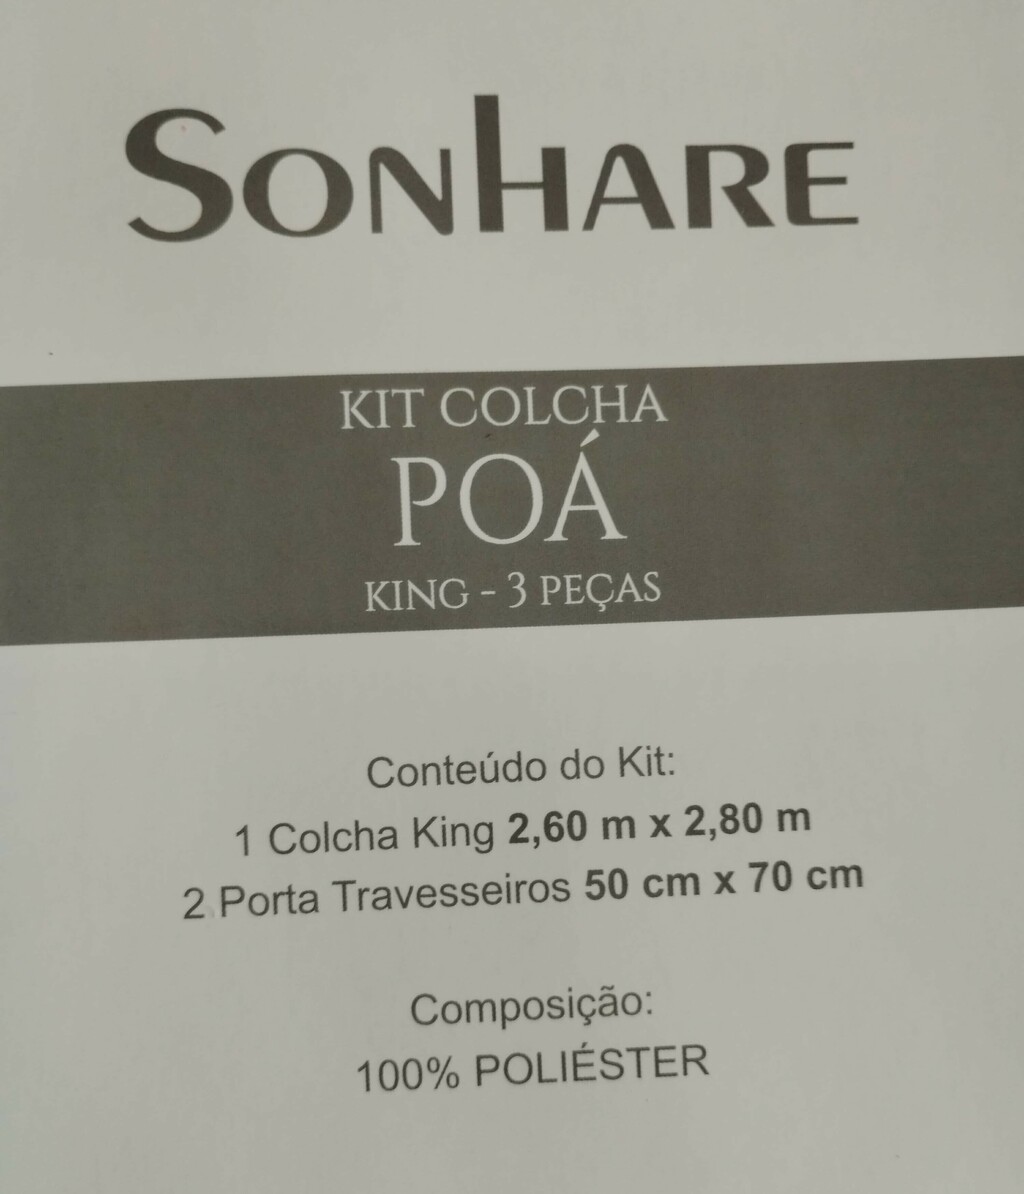 SONHARE
KIT COLCHA
POÁ
KING - 3 PEÇAS
Conteúdo do Kit:
1 Colcha King 2,60 m x 2,80 m
2 Porta Travesseiros 50 cm x 70 cm
Composição:
100% POLIÉSTER